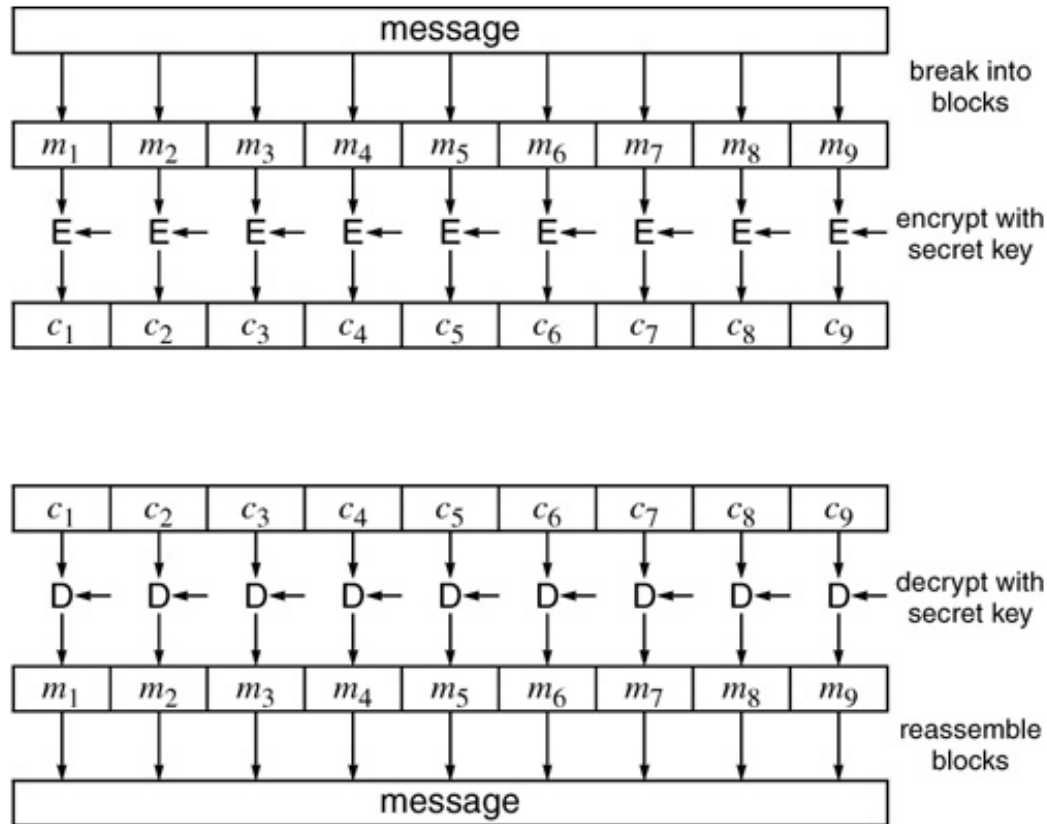 message
break into
blocks
m1 m2 m3 m4 m5 m6 m7 m8 m9
E E E E E E E E E
encrypt with
secret key
c1 c2 c3 c4 c5 c6 c7 c8 c9
c1 c2 c3 c4 c5 c6 c7 c8 c9
D D D D D D D D D
decrypt with
secret key
m1 m2 m3 m4 m5 m6 m7 m8 m9
reassemble
blocks
message